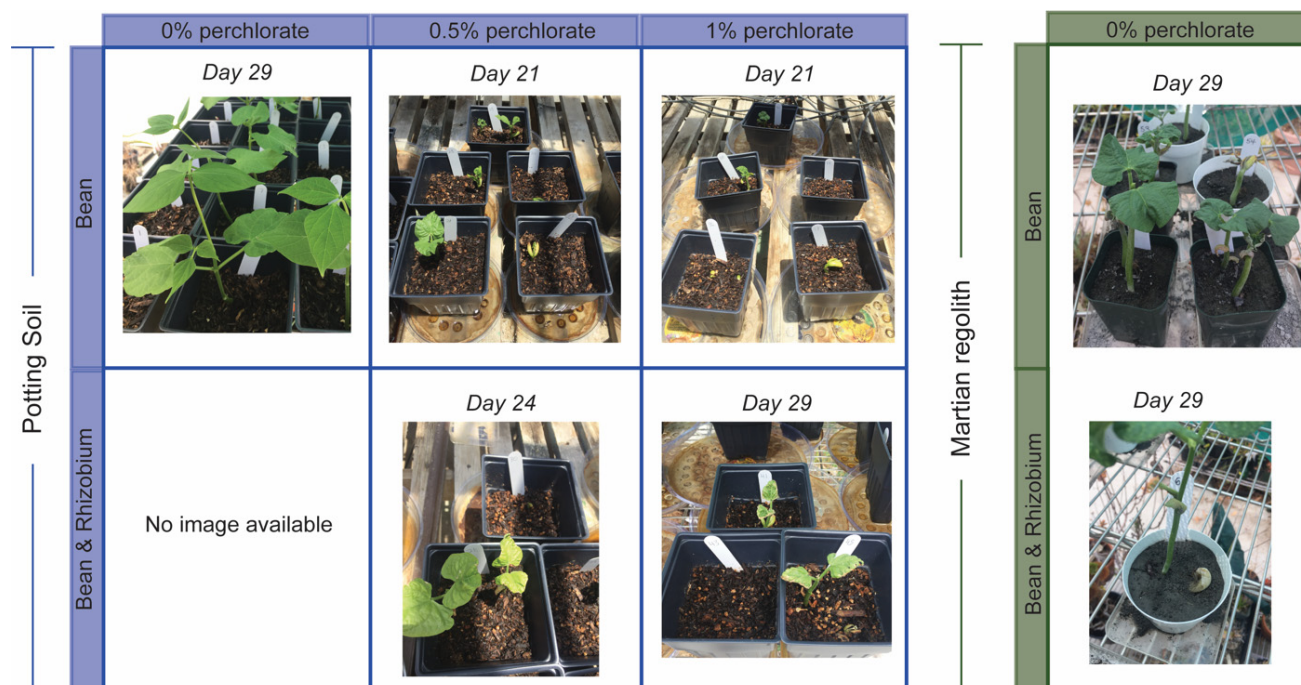 0% perchlorate
0.5% perchlorate
1% perchlorate
0% perchlorate
Potting Soil
Bean
Day 29
Day 21
Day 21
Martian regolith
Bean
Day 29
Bean & Rhizobium
No image available
Day 24
Day 29
Bean & Rhizobium
Day 29